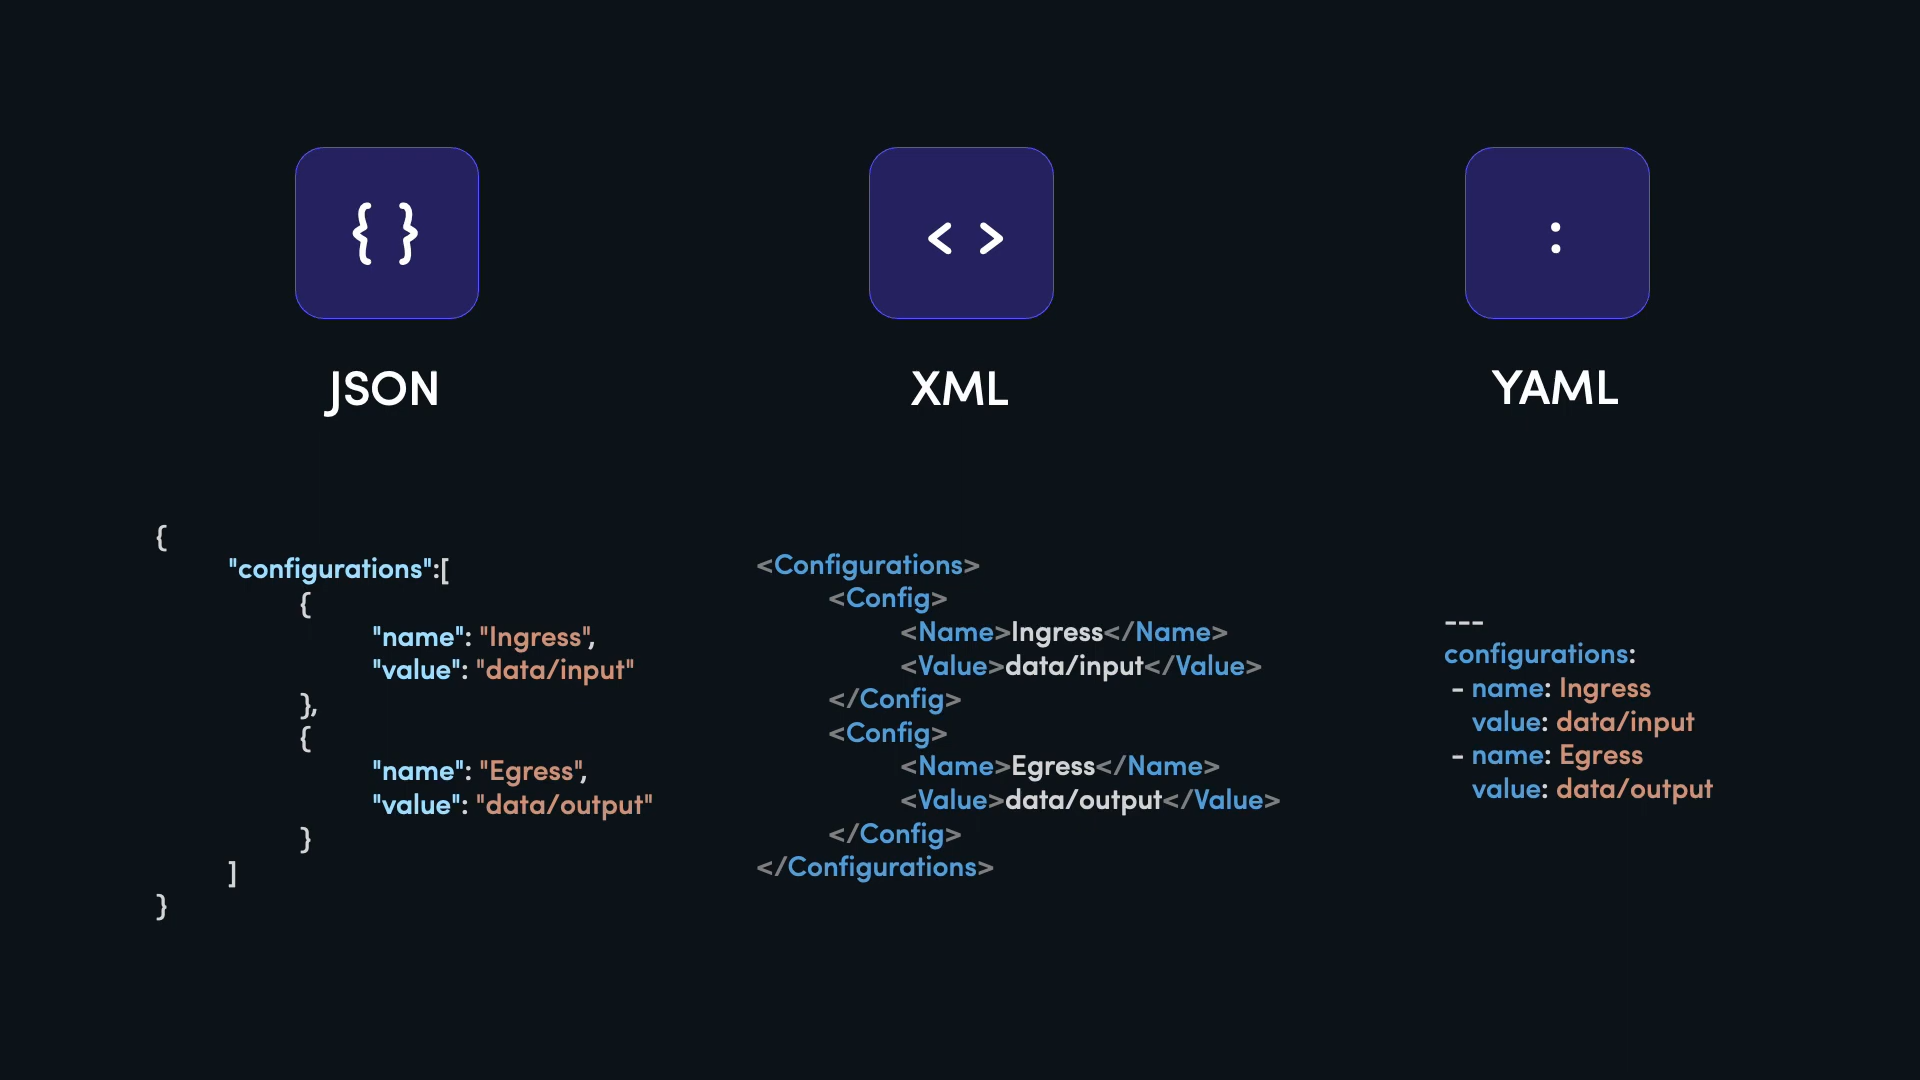 { }
< >
:
JSON
XML
YAML
{
"configurations":[
{
"name": "Ingress",
"value": "data/input"
},
{
"name": "Egress",
"value": "data/output"
}
]
}
<Configurations>
<Config>
<Name>Ingress</Name>
<Value>data/input</Value>
</Config>
<Config>
<Name>Egress</Name>
<Value>data/output</Value>
</Config>
</Configurations>
---
configurations:
- name: Ingress
value: data/input
- name: Egress
value: data/output